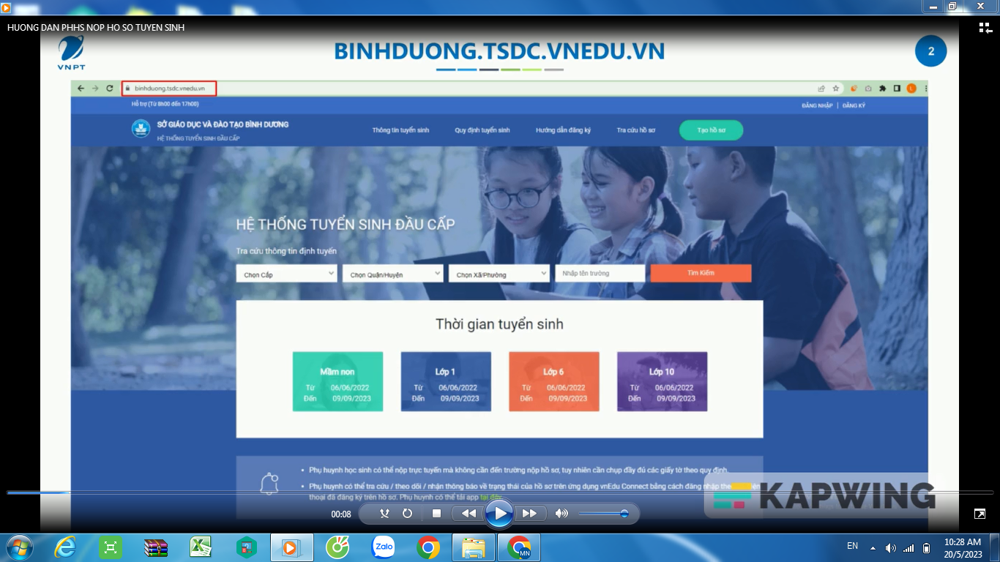 HUONG DAN PHHS NOP HO SO TUYEN SINH
VNPT
BINHDUONG.TSDC.VNEDU.VN
2
binhduong.tsdc.vnedu.vn
Hỗ trợ (Từ 8h00 đến 17h00)
ĐĂNG NHẬP | ĐĂNG KÝ
SỞ GIÁO DỤC VÀ ĐÀO TẠO BÌNH DƯƠNG
HỆ THỐNG TUYỂN SINH ĐẦU CẤP
Thông tin tuyển sinh Quy định tuyển sinh Hướng dẫn đăng ký Tra cứu hồ sơ Tạo hồ sơ
HỆ THỐNG TUYỂN SINH ĐẦU CẤP
Tra cứu thông tin định tuyến
Chọn Cấp Chọn Quận/Huyện Chọn Xã/Phường Nhập tên trường Tìm Kiếm
Thời gian tuyển sinh
Mầm non Lớp 1 Lớp 6 Lớp 10
Từ 06/06/2022 Từ 06/06/2022 Từ 06/06/2022 Từ 06/06/2022
Đến 09/09/2023 Đến 09/09/2023 Đến 09/09/2023 Đến 09/09/2023
• Phụ huynh học sinh có thể nộp trực tuyến mà không cần đến trường nộp hồ sơ, tuy nhiên cần chụp đầy đủ các giấy tờ theo quy định.
• Phụ huynh có thể tra cứu / theo dõi / nhận thông báo về trạng thái của hồ sơ trên ứng dụng vnEdu Connect bằng cách đăng nhập
thoại đã đăng ký trên hồ sơ. Phụ huynh có thể tải app tại đây
KAPWING
00:08
Zalo
MN
EN
10:28 AM
20/5/2023